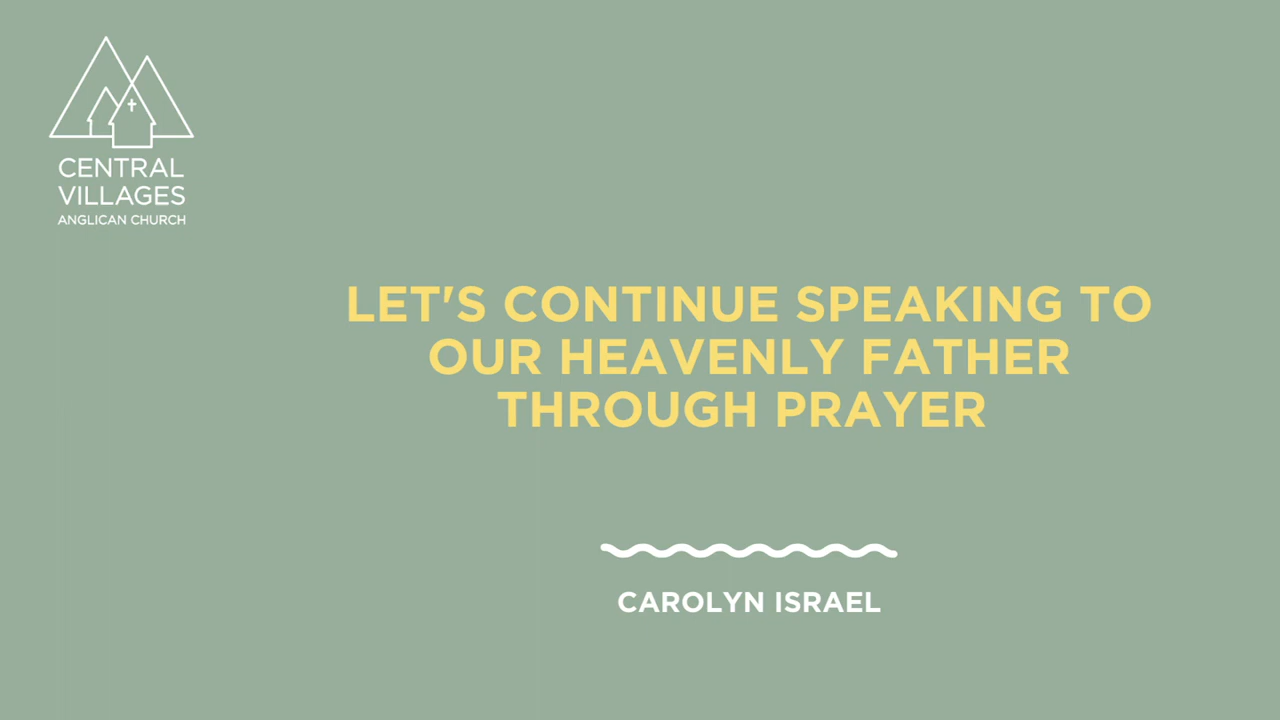 CENTRAL
VILLAGES
ANGLICAN CHURCH
LET'S CONTINUE SPEAKING TO
OUR HEAVENLY FATHER
THROUGH PRAYER
CAROLYN ISRAEL